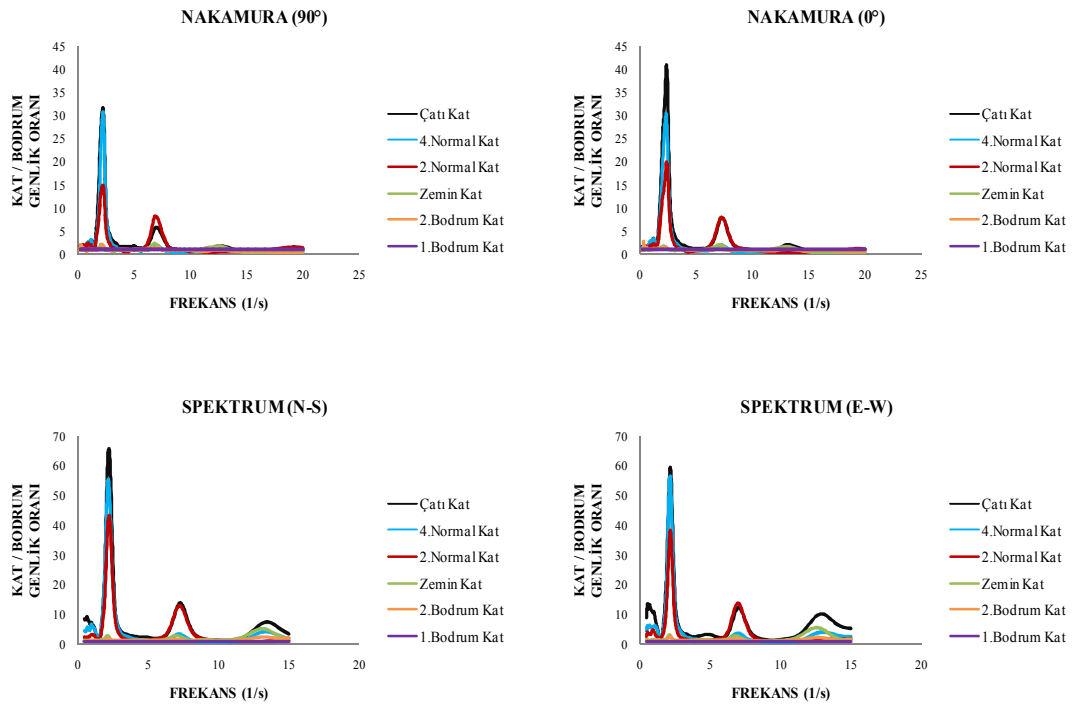 NAKAMURA (90°)
KAT / BODRUM
GENLİK ORANI
45
40
35
30
25
20
15
10
5
0
0 5 10 15 20 25
FREKANS (1/s)
Çatı Kat
4.Normal Kat
2.Normal Kat
Zemin Kat
2.Bodrum Kat
1.Bodrum Kat
NAKAMURA (0°)
KAT / BODRUM
GENLİK ORANI
45
40
35
30
25
20
15
10
5
0
0 5 10 15 20 25
FREKANS (1/s)
Çatı Kat
4.Normal Kat
2.Normal Kat
Zemin Kat
2.Bodrum Kat
1.Bodrum Kat
SPEKTRUM (N-S)
KAT / BODRUM
GENLİK ORANI
70
60
50
40
30
20
10
0
0 5 10 15 20
FREKANS (1/s)
Çatı Kat
4.Normal Kat
2.Normal Kat
Zemin Kat
2.Bodrum Kat
1.Bodrum Kat
SPEKTRUM (E-W)
KAT / BODRUM
GENLİK ORANI
70
60
50
40
30
20
10
0
0 5 10 15 20
FREKANS (1/s)
Çatı Kat
4.Normal Kat
2.Normal Kat
Zemin Kat
2.Bodrum Kat
1.Bodrum Kat